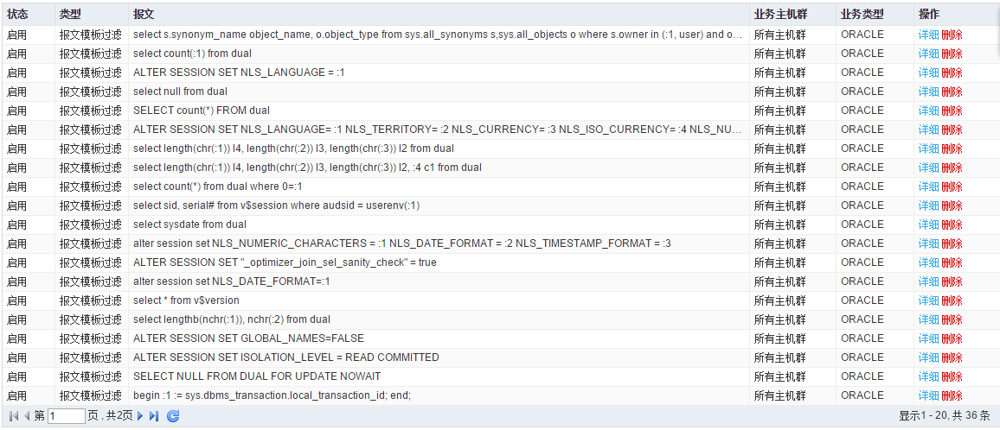 状态 类型 报文 业务主机群 业务类型 操作
启用 报文模板过滤 select s.synonym_name object_name, o.object_type from sys.all_synonyms s,sys.all_objects o where s.owner in (:1, user) and o... 所有主机群 ORACLE 详细 删除
启用 报文模板过滤 select count(:1) from dual 所有主机群 ORACLE 详细 删除
启用 报文模板过滤 ALTER SESSION SET NLS_LANGUAGE = :1 所有主机群 ORACLE 详细 删除
启用 报文模板过滤 select null from dual 所有主机群 ORACLE 详细 删除
启用 报文模板过滤 SELECT count(*) FROM dual 所有主机群 ORACLE 详细 删除
启用 报文模板过滤 ALTER SESSION SET NLS_LANGUAGE= :1 NLS_TERRITORY= :2 NLS_CURRENCY= :3 NLS_ISO_CURRENCY= :4 NLS_NU... 所有主机群 ORACLE 详细 删除
启用 报文模板过滤 select length(chr(:1)) l4, length(chr(:2)) l3, length(chr(:3)) l2 from dual 所有主机群 ORACLE 详细 删除
启用 报文模板过滤 select length(chr(:1)) l4, length(chr(:2)) l3, length(chr(:3)) l2, :4 c1 from dual 所有主机群 ORACLE 详细 删除
启用 报文模板过滤 select count(*) from dual where 0=:1 所有主机群 ORACLE 详细 删除
启用 报文模板过滤 select sid, serial# from v$session where audsid = userenv(:1) 所有主机群 ORACLE 详细 删除
启用 报文模板过滤 select sysdate from dual 所有主机群 ORACLE 详细 删除
启用 报文模板过滤 alter session set NLS_NUMERIC_CHARACTERS = :1 NLS_DATE_FORMAT = :2 NLS_TIMESTAMP_FORMAT = :3 所有主机群 ORACLE 详细 删除
启用 报文模板过滤 ALTER SESSION SET "_optimizer_join_sel_sanity_check" = true 所有主机群 ORACLE 详细 删除
启用 报文模板过滤 alter session set NLS_DATE_FORMAT=:1 所有主机群 ORACLE 详细 删除
启用 报文模板过滤 select * from v$version 所有主机群 ORACLE 详细 删除
启用 报文模板过滤 select lengthb(nchr(:1)), nchr(:2) from dual 所有主机群 ORACLE 详细 删除
启用 报文模板过滤 ALTER SESSION SET GLOBAL_NAMES=FALSE 所有主机群 ORACLE 详细 删除
启用 报文模板过滤 ALTER SESSION SET ISOLATION_LEVEL = READ COMMITTED 所有主机群 ORACLE 详细 删除
启用 报文模板过滤 SELECT NULL FROM DUAL FOR UPDATE NOWAIT 所有主机群 ORACLE 详细 删除
启用 报文模板过滤 begin :1 := sys.dbms_transaction.local_transaction_id; end; 所有主机群 ORACLE 详细 删除
第 1 页 , 共2页 显示1 - 20, 共 36 条